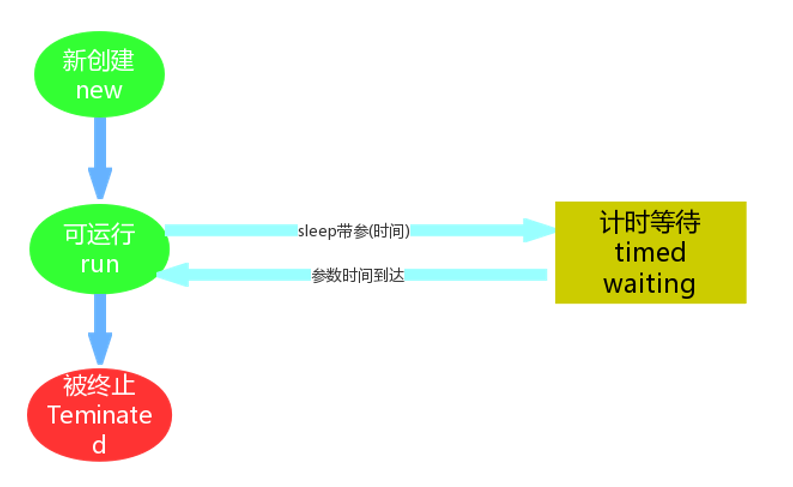 新创建
new
可运行
run
sleep带参(时间)
参数时间到达
计时等待
timed
waiting
被终止
Teminate
d